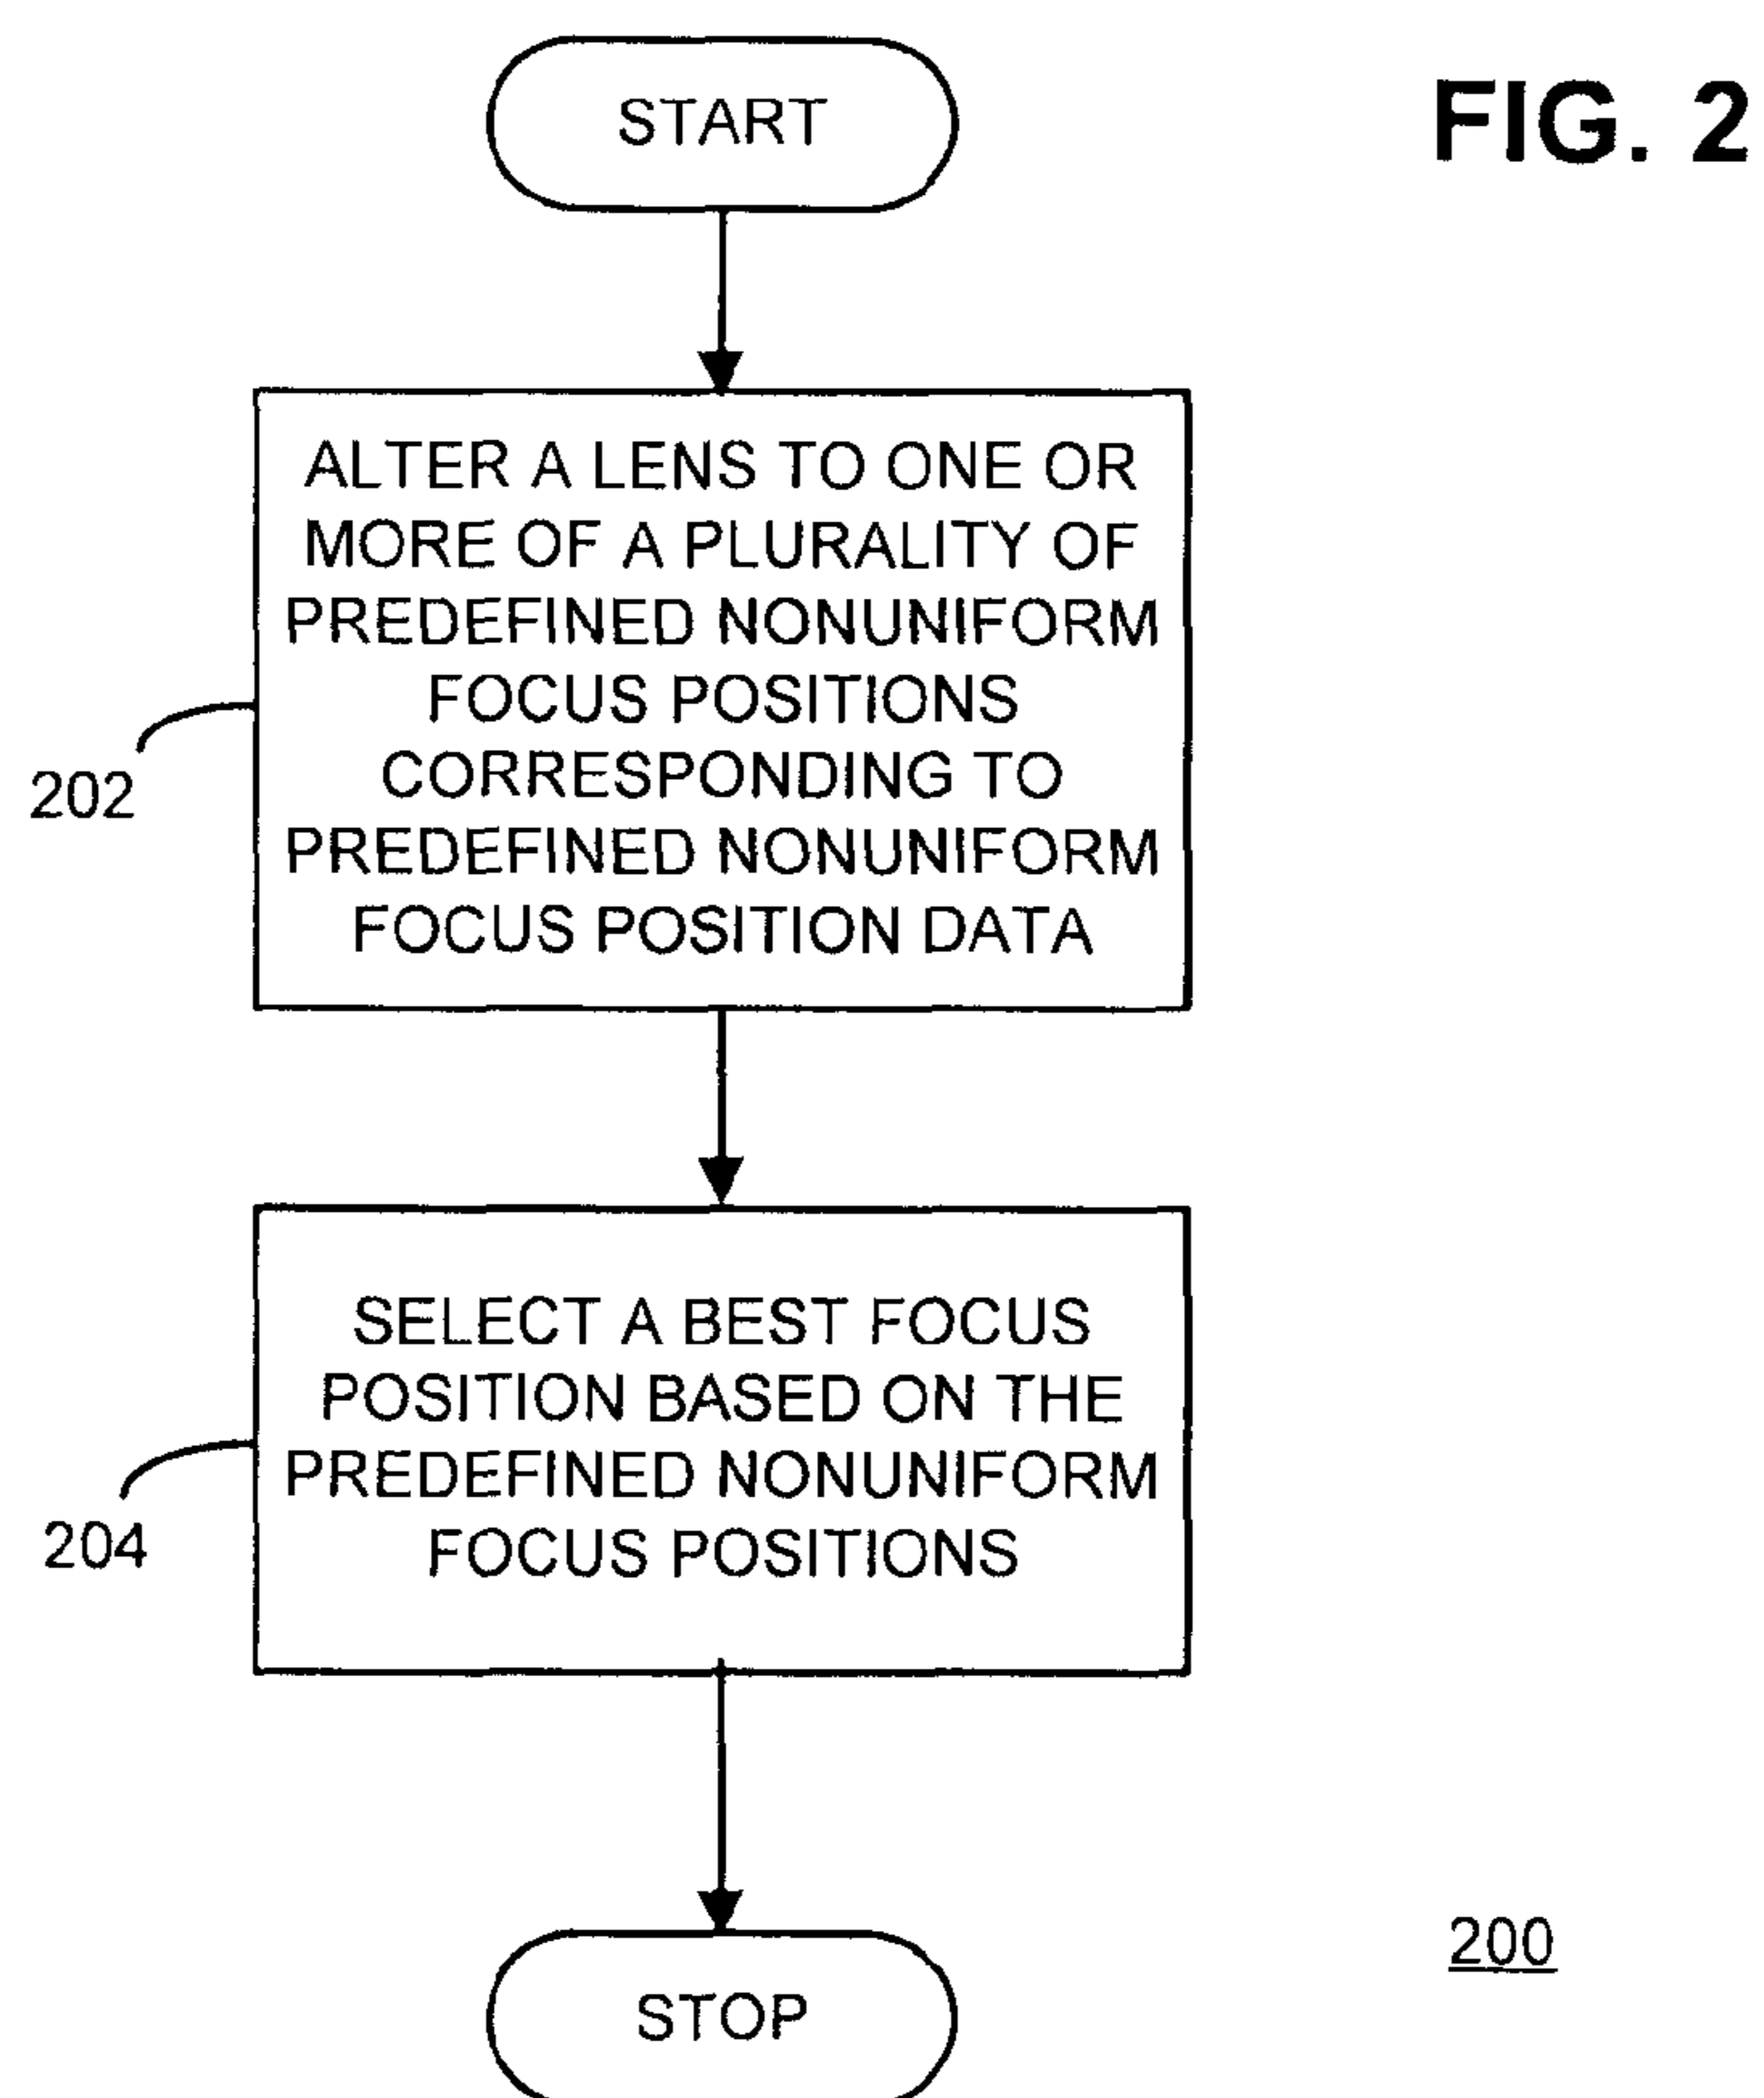 START
FIG. 2
ALTER A LENS TO ONE OR
MORE OF A PLURALITY OF
PREDEFINED NONUNIFORM
FOCUS POSITIONS
CORRESPONDING TO
PREDEFINED NONUNIFORM
FOCUS POSITION DATA
202
SELECT A BEST FOCUS
POSITION BASED ON THE
PREDEFINED NONUNIFORM
FOCUS POSITIONS
204
200
STOP